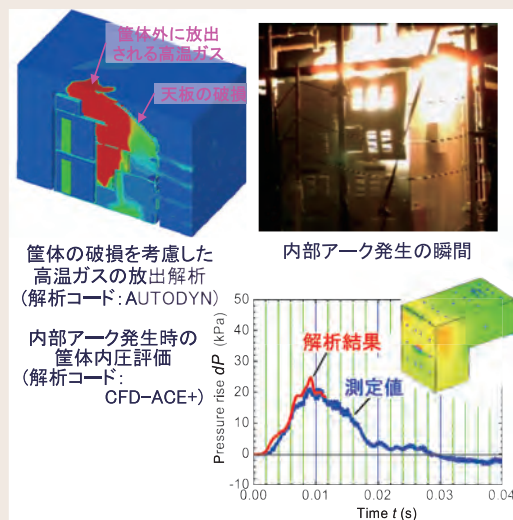 筐体外に放出
される高温ガス
天板の破損
筐体の破損を考慮した
高温ガスの放出解析
(解析コード:AUTODYN)
内部アーク発生の瞬間
内部アーク発生時の
筐体内圧評価
(解析コード:
CFD-ACE+)
Pressure rise dP (kPa)
50
40
30
20
10
0
-10
解析結果
測定値
0.00 0.01 0.02 0.03 0.04
Time t (s)